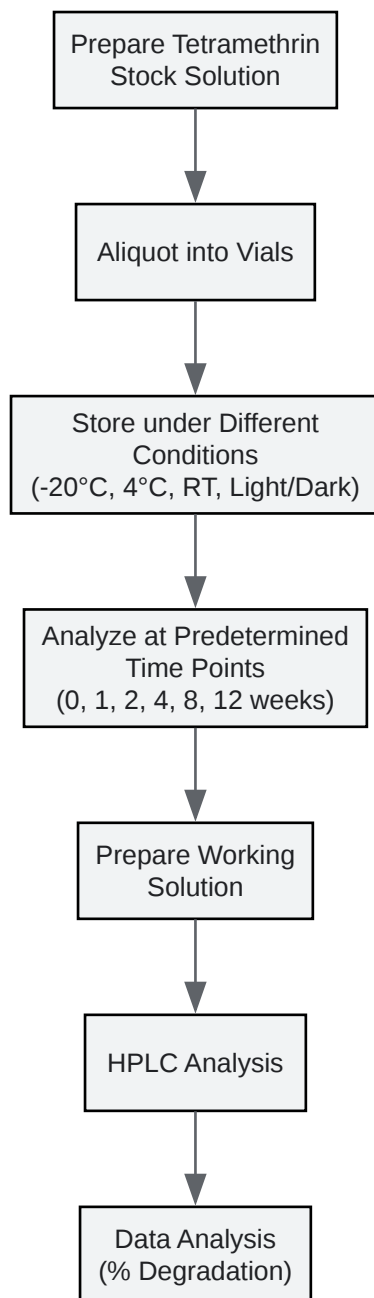 Prepare Tetramethrin
Stock Solution
Aliquot into Vials
Store under Different
Conditions
(-20°C, 4°C, RT, Light/Dark)
Analyze at Predetermined
Time Points
(0, 1, 2, 4, 8, 12 weeks)
Prepare Working
Solution
HPLC Analysis
Data Analysis
(% Degradation)